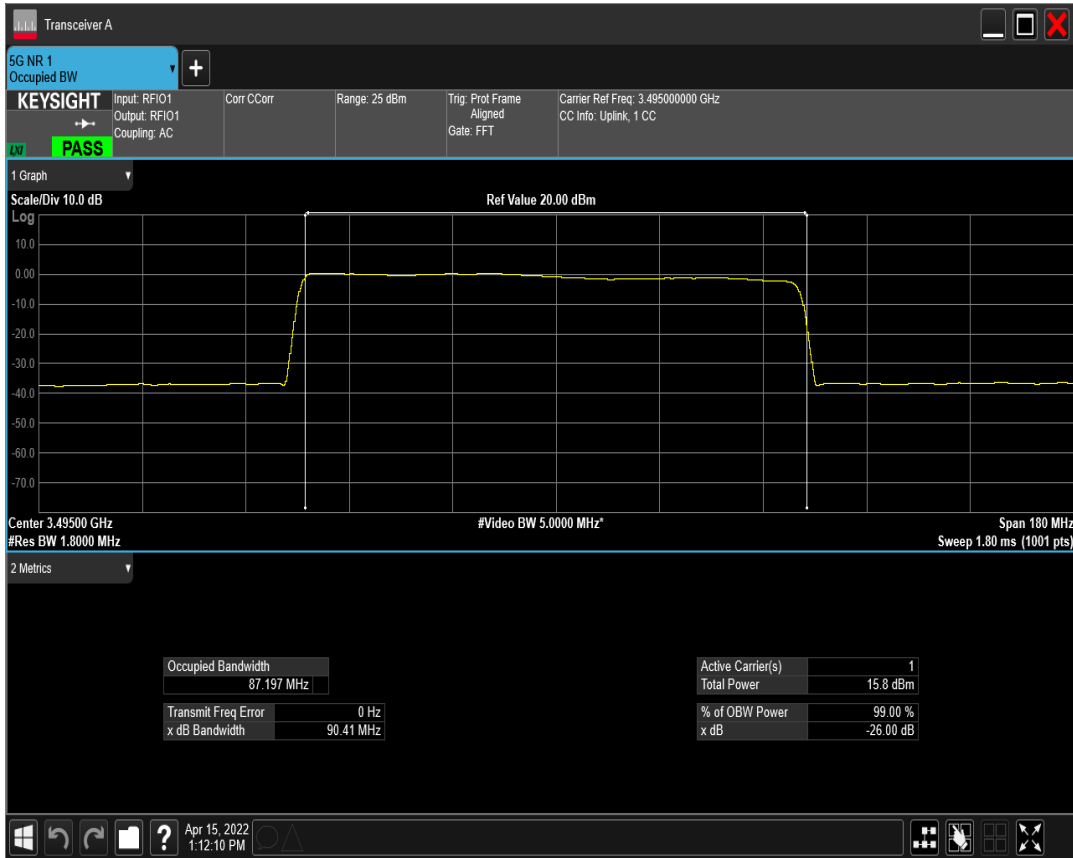 Transceiver A
5G NR 1
Occupied BW
KEYSIGHT
Input: RFIO1
Output: RFIO1
Coupling: AC
Corr CCorr
Range: 25 dBm
Trig: Prot Frame
Aligned
Gate: FFT
Carrier Ref Freq: 3.495000000 GHz
CC Info: Uplink, 1 CC
LXI
PASS
1 Graph
Scale/Div 10.0 dB
Ref Value 20.00 dBm
Log
10.0
0.00
-10.0
-20.0
-30.0
-40.0
-50.0
-60.0
-70.0
Center 3.49500 GHz
#Video BW 5.0000 MHz*
Span 180 MHz
#Res BW 1.8000 MHz
Sweep 1.80 ms (1001 pts)
2 Metrics
Occupied Bandwidth
87.197 MHz
Transmit Freq Error 0 Hz
x dB Bandwidth 90.41 MHz
Active Carrier(s) 1
Total Power 15.8 dBm
% of OBW Power 99.00 %
x dB -26.00 dB
?
Apr 15, 2022
1:12:10 PM